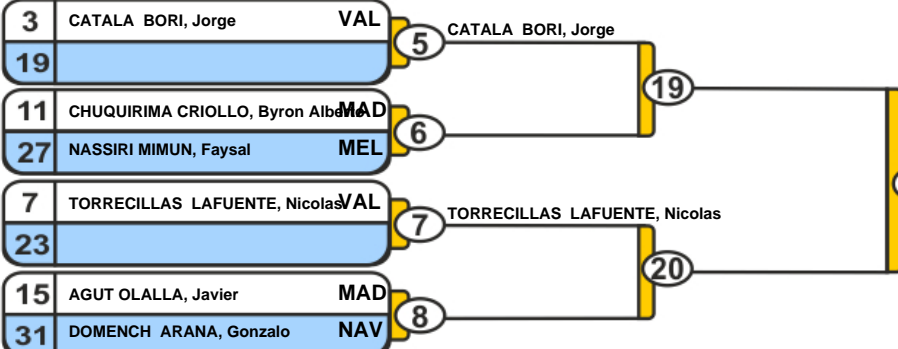 3 CATALA BORI, Jorge VAL
5 CATALA BORI, Jorge
19
19
11 CHUQUIRIMA CRIOLLO, Byron Alberto MAD
6
27 NASSIRI MIMUN, Faysal MEL
7 TORRECILLAS LAFUENTE, Nicolas VAL
7 TORRECILLAS LAFUENTE, Nicolas
23
20
15 AGUT OLALLA, Javier MAD
8
31 DOMENCH ARANA, Gonzalo NAV